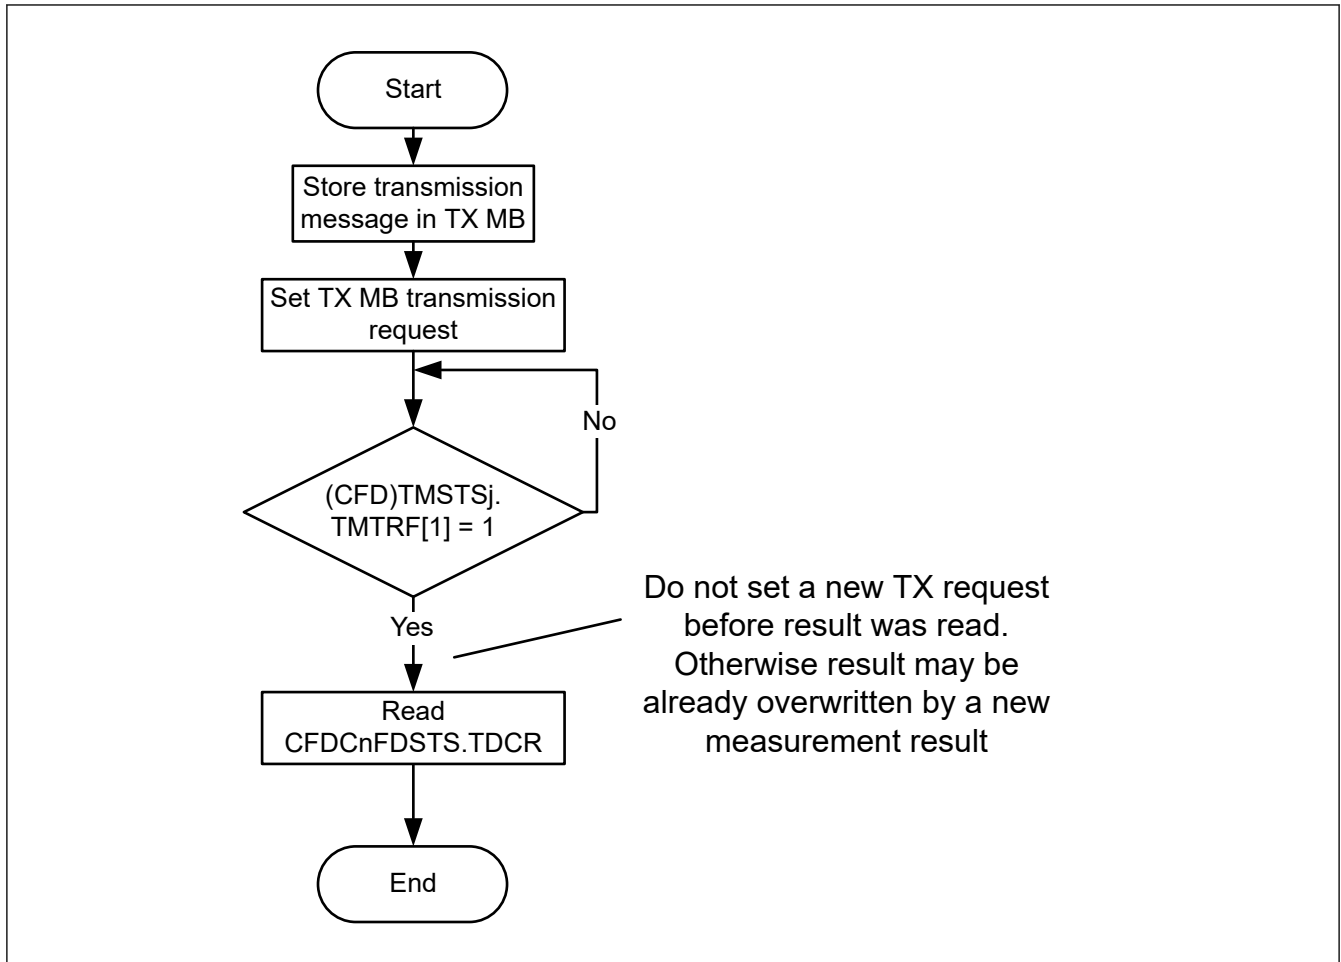 Start
Store transmission
message in TX MB
Set TX MB transmission
request
No
(CFD)TMSTSj.
TMTRF[1] = 1
Yes
Do not set a new TX request
before result was read.
Otherwise result may be
already overwritten by a new
measurement result
Read
CFDCnFDSTS.TDCR
End